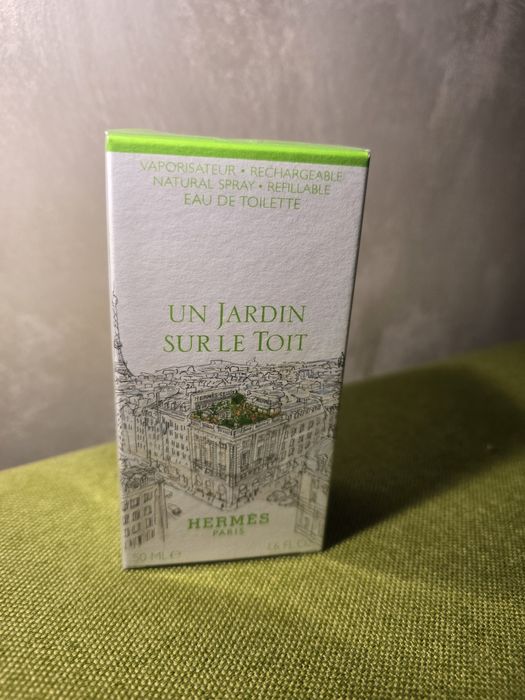 VAPORISATEUR • RECHARGEABLE
NATURAL SPRAY • REFILLABLE
EAU DE TOILETTE
UN JARDIN
SUR LE TOIT
HERMÈS
PARIS
50 ML e 1.6 FL.OZ